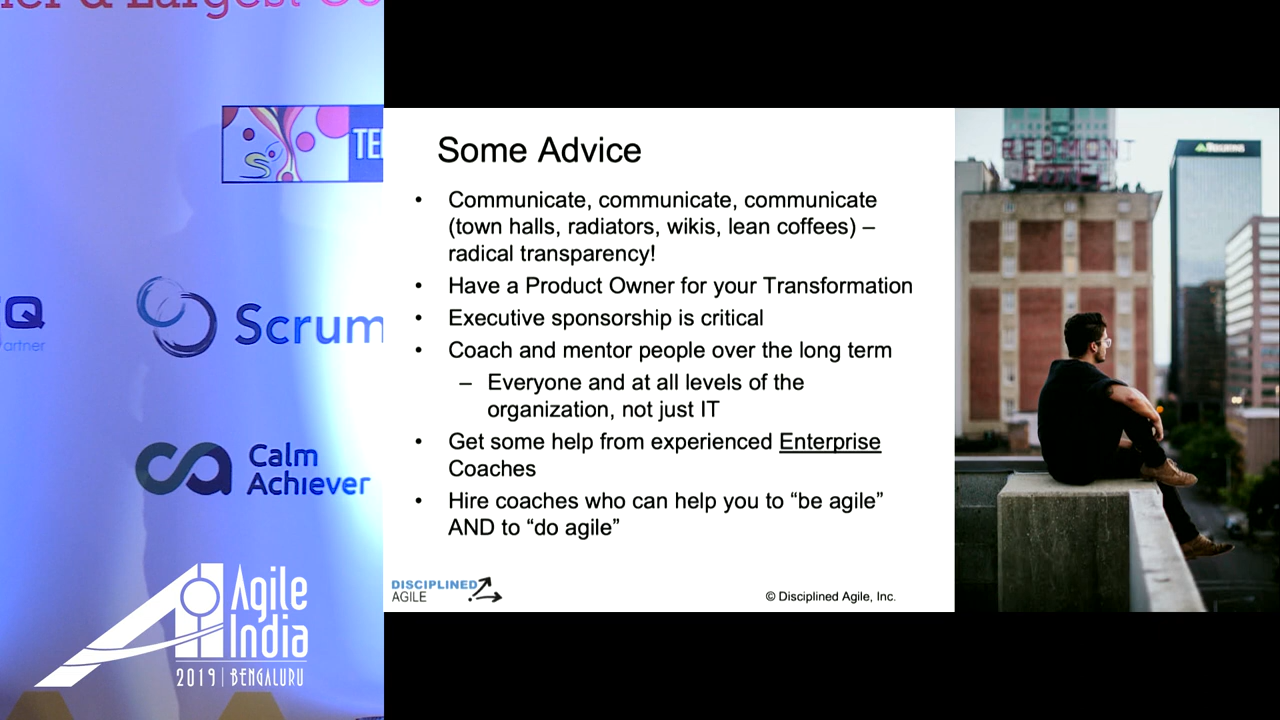 & Largest
TE
Q
artner
Scrum
Calm
Achiever
Agile
India
2019 | BENGALURU
Some Advice
• Communicate, communicate, communicate
(town halls, radiators, wikis, lean coffees) –
radical transparency!
• Have a Product Owner for your Transformation
• Executive sponsorship is critical
• Coach and mentor people over the long term
– Everyone and at all levels of the
organization, not just IT
• Get some help from experienced Enterprise
Coaches
• Hire coaches who can help you to “be agile”
AND to “do agile”
DISCIPLINED
AGILE
© Disciplined Agile, Inc.